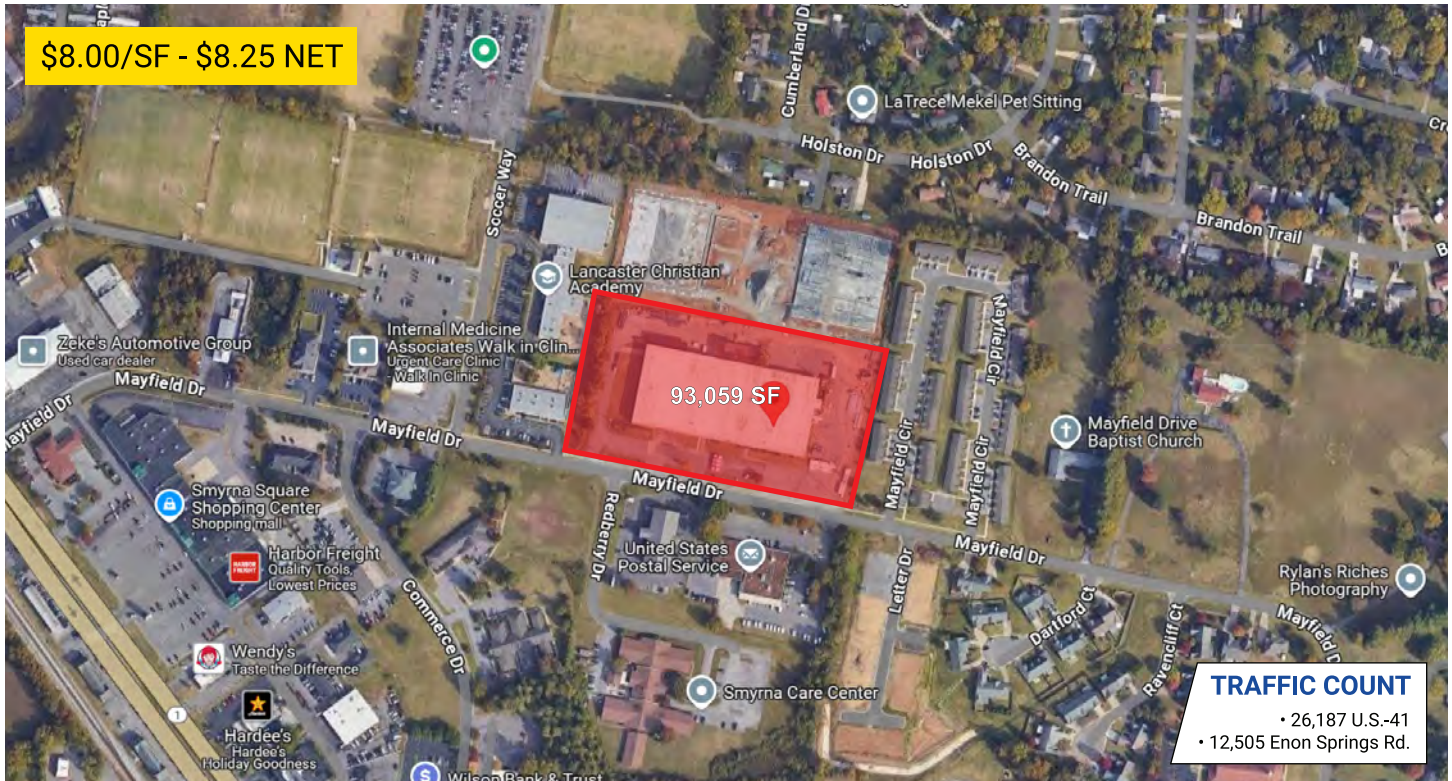 $8.00/SF - $8.25 NET
Cumberland Dr
LaTrece Mekel Pet Sitting
Holston Dr
Holston Dr
Brandon Trail
Brandon Trail
Soccer Way
Lancaster Christian
Academy
Zeke's Automotive Group
Used car dealer
Internal Medicine
Associates Walk in Clin...
Urgent Care Clinic
- Walk In Clinic
Mayfield Dr
Mayfield Dr
Mayfield Dr
93,059 SF
Mayfield Cir
Mayfield Cir
Mayfield Cir
Mayfield Drive
Baptist Church
Mayfield Dr
Smyrna Square
Shopping Center
Shopping mall
HARBOR
FREIGHT
Harbor Freight
Quality Tools,
Lowest Prices
Redberry Dr
United States
Postal Service
Letter Dr
Mayfield Dr
Dartford Ct
Ravencliff Ct
Rylan's Riches
Photography
Mayfield D
Commerce Dr
Wendy's
Taste the Difference
Smyrna Care Center
1
Hardee's
Hardee's
Holiday Goodness
$
Wilson Bank & Trust
TRAFFIC COUNT
• 26,187 U.S.-41
• 12,505 Enon Springs Rd.